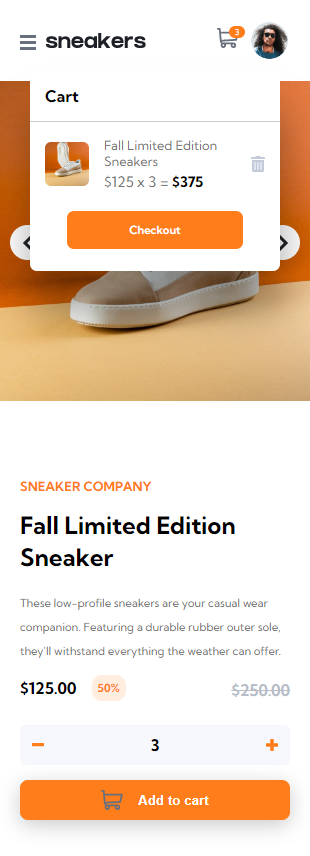 sneakers
3
Cart
Fall Limited Edition
Sneakers
$125 x 3 = $375
Checkout
SNEAKER COMPANY
Fall Limited Edition
Sneaker
These low-profile sneakers are your casual wear
companion. Featuring a durable rubber outer sole,
they'll withstand everything the weather can offer.
$125.00 50% $250.00
3
Add to cart